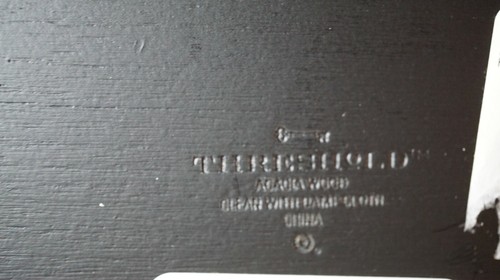 THRESHOLD™
ACACIA WOOD
CLEAN WITH DAMP CLOTH
CHINA